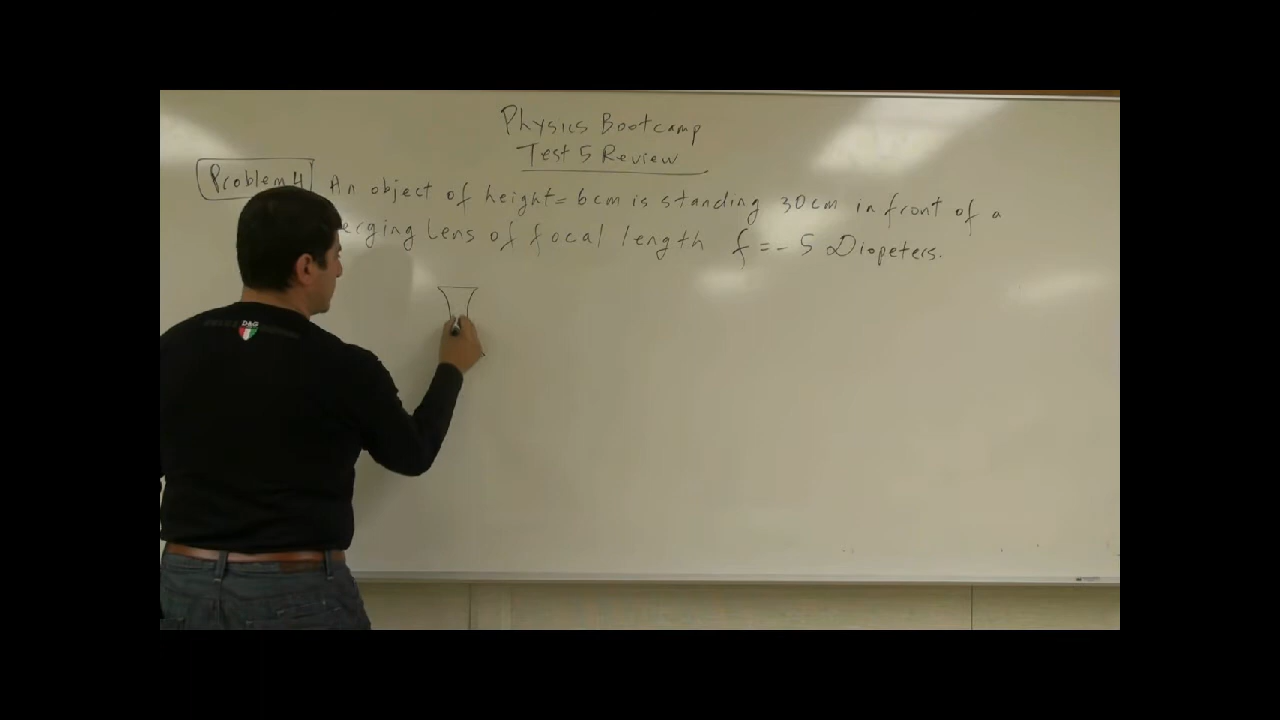 Physics Bootcamp
Test 5 Review
Problem 4 An object of height = 6cm is standing 30cm in front of a
erging Lens of focal length f = - 5 Diopeters.
D&G